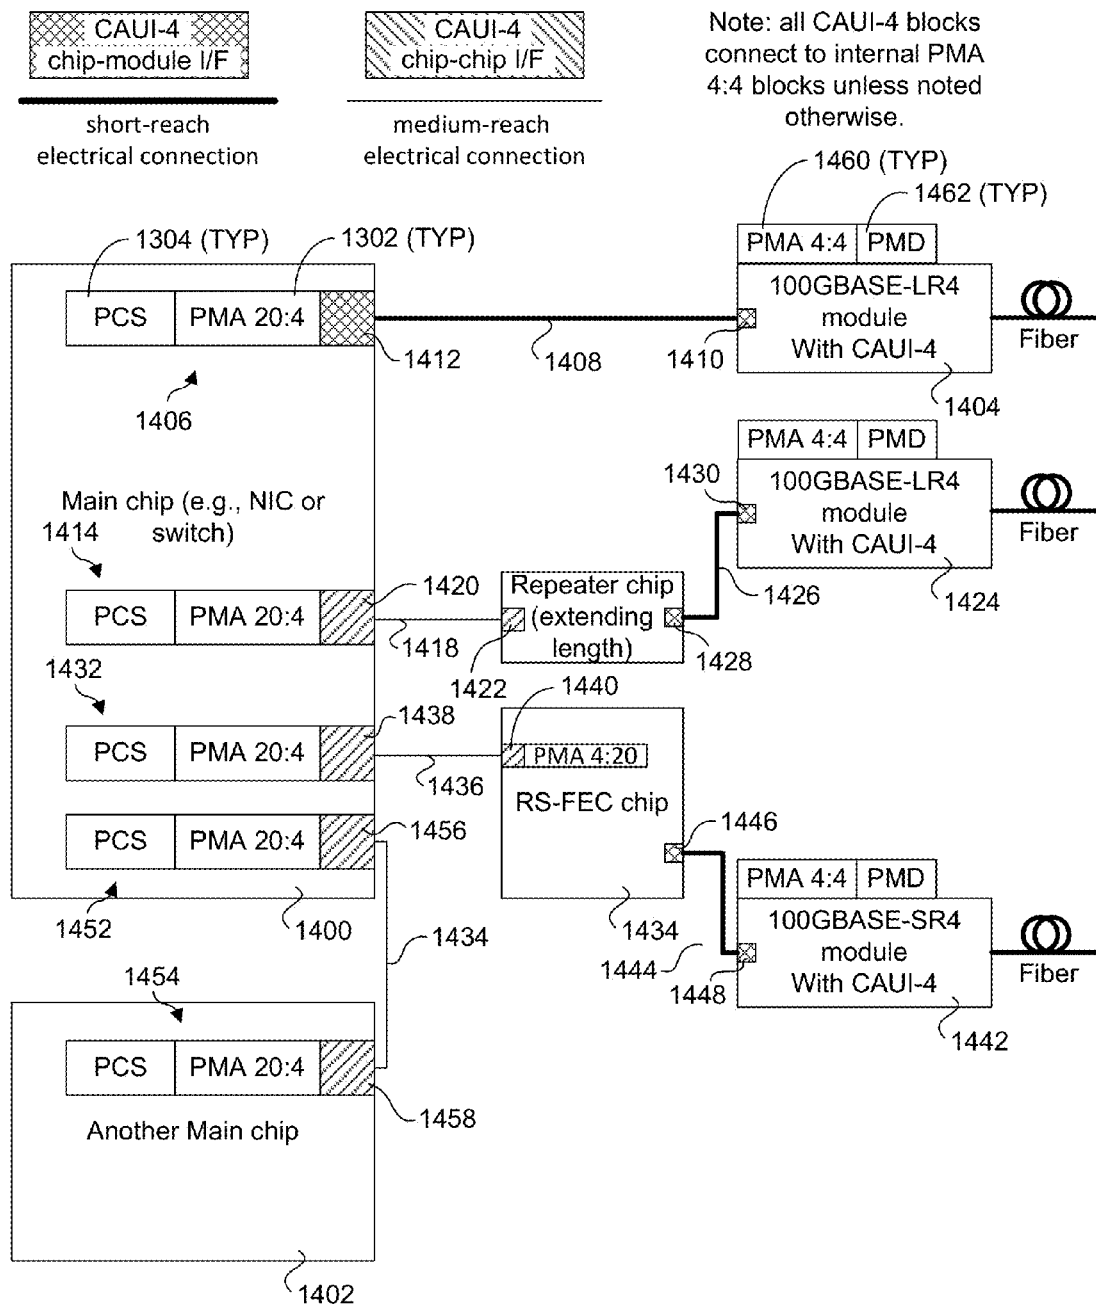 CAUI-4
chip-module I/F
short-reach
electrical connection
CAUI-4
chip-chip I/F
medium-reach
electrical connection
Note: all CAUI-4 blocks
connect to internal PMA
4:4 blocks unless noted
otherwise.
1460 (TYP)
1462 (TYP)
1304 (TYP)
1302 (TYP)
PMA 4:4
PMD
PCS
PMA 20:4
1412
1406
1408
1410
100GBASE-LR4
module
With CAUI-4
Fiber
1404
PMA 4:4
PMD
Main chip (e.g., NIC or
switch)
1414
1430
100GBASE-LR4
module
With CAUI-4
Fiber
1426
1424
PCS
PMA 20:4
1420
1418
Repeater chip
(extending
length)
1422
1428
1432
1440
PCS
PMA 20:4
1438
1436
PMA 4:20
RS-FEC chip
1446
PCS
PMA 20:4
1456
1452
1400
1434
1434
1444
1448
PMA 4:4
PMD
100GBASE-SR4
module
With CAUI-4
Fiber
1442
1454
PCS
PMA 20:4
1458
Another Main chip
1402